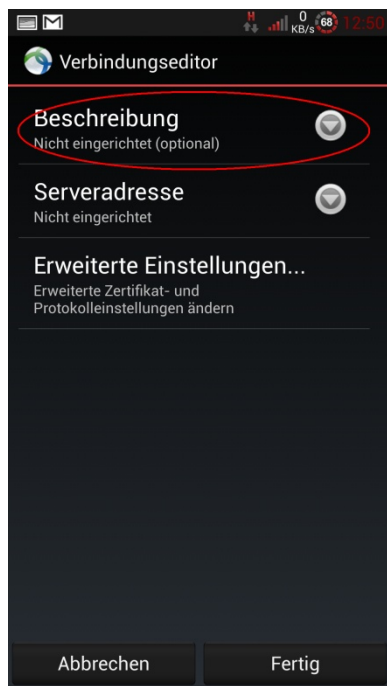 H
0
KB/s
68
12:50
Verbindungseditor
Beschreibung
Nicht eingerichtet (optional)
Serveradresse
Nicht eingerichtet
Erweiterte Einstellungen...
Erweiterte Zertifikat- und
Protokolleinstellungen ändern
Abbrechen
Fertig